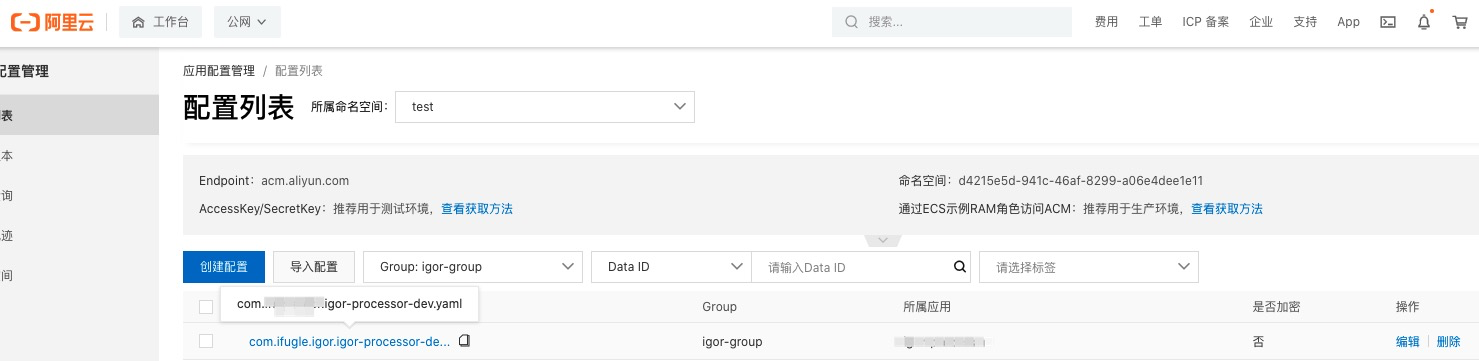 阿里云 工作台 公网 搜索... 费用 工单 ICP 备案 企业 支持 App
配置管理
应用配置管理 / 配置列表
配置列表 所属命名空间: test
表
本
询
迹
间
Endpoint: acm.aliyun.com 命名空间: d4215e5d-941c-46af-8299-a06e4dee1e11
AccessKey/SecretKey: 推荐用于测试环境, 查看获取方法 通过ECS示例RAM角色访问ACM: 推荐用于生产环境, 查看获取方法
创建配置 导入配置 Group: igor-group Data ID 请输入Data ID 请选择标签
com. igor-processor-dev.yaml Group 所属应用 是否加密 操作
com.ifugle.igor.igor-processor-de... igor-group 否 编辑 删除